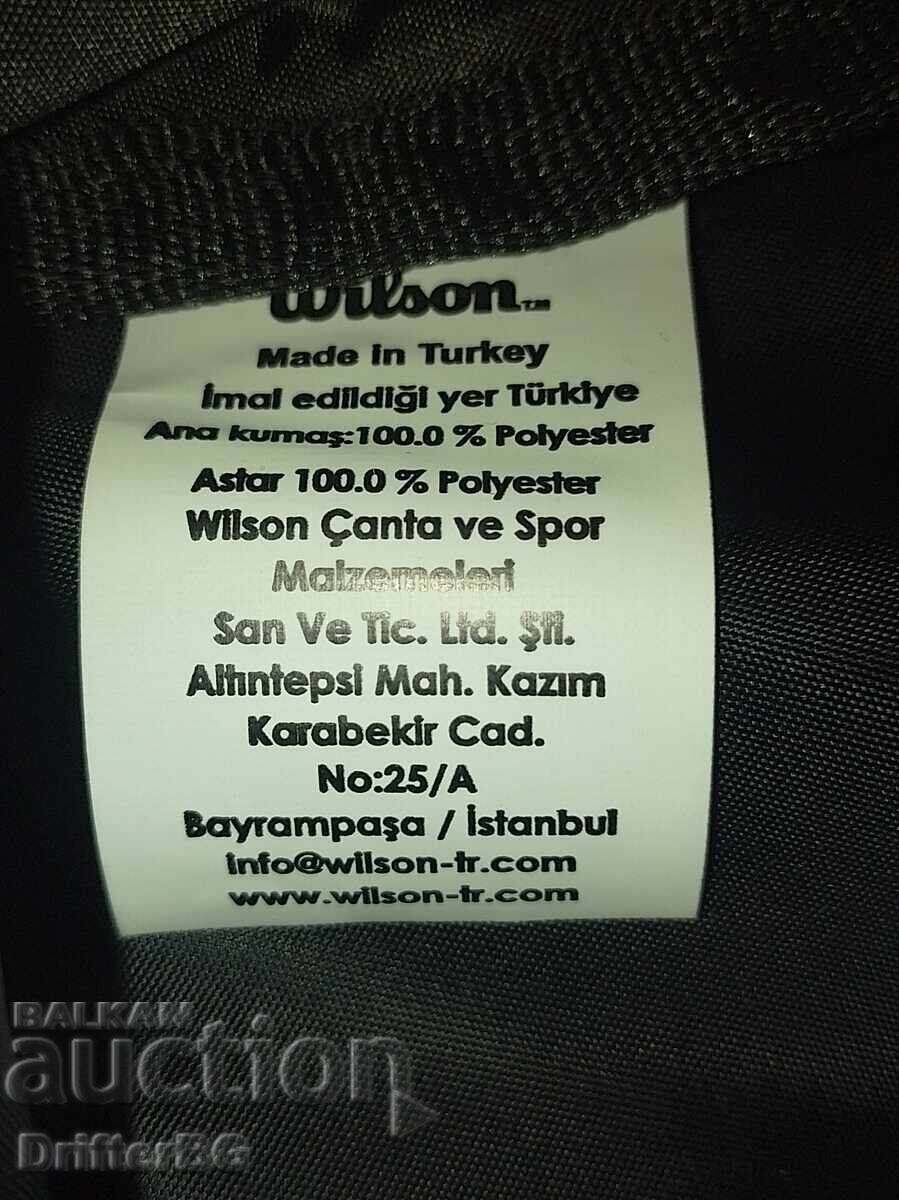 Wilson™
Made in Turkey
İmal edildiği yer Türkiye
Ana kumaş:100.0 % Polyester
Astar 100.0 % Polyester
Wilson Çanta ve Spor
Malzemeleri
San Ve Tic. Ltd. Şti.
Altıntepsi Mah. Kazım
Karabekir Cad.
No:25/A
Bayrampaşa / İstanbul
info@wilson-tr.com
www.wilson-tr.com
BALKAN
auction
DrifterBG